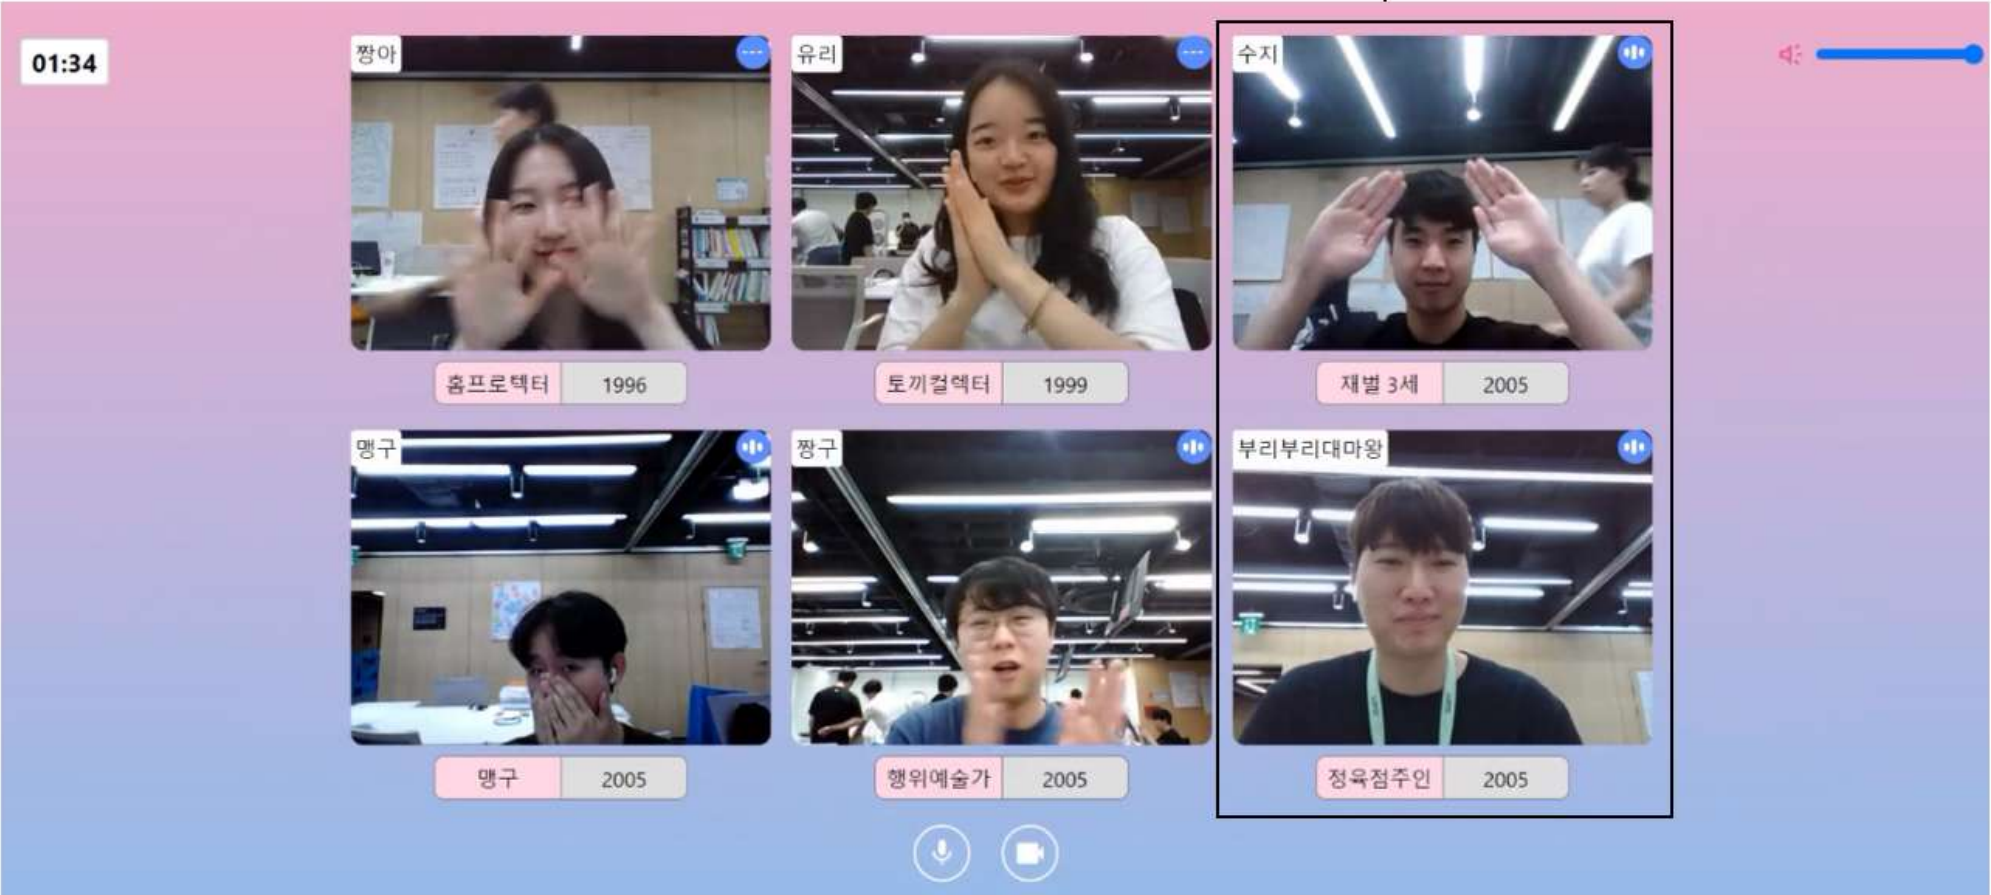 01:34
짱아
유리
수지
홈프로텍터 1996
토끼컬렉터 1999
재벌 3세 2005
맹구
짱구
부리부리대마왕
맹구 2005
행위예술가 2005
정육점주인 2005